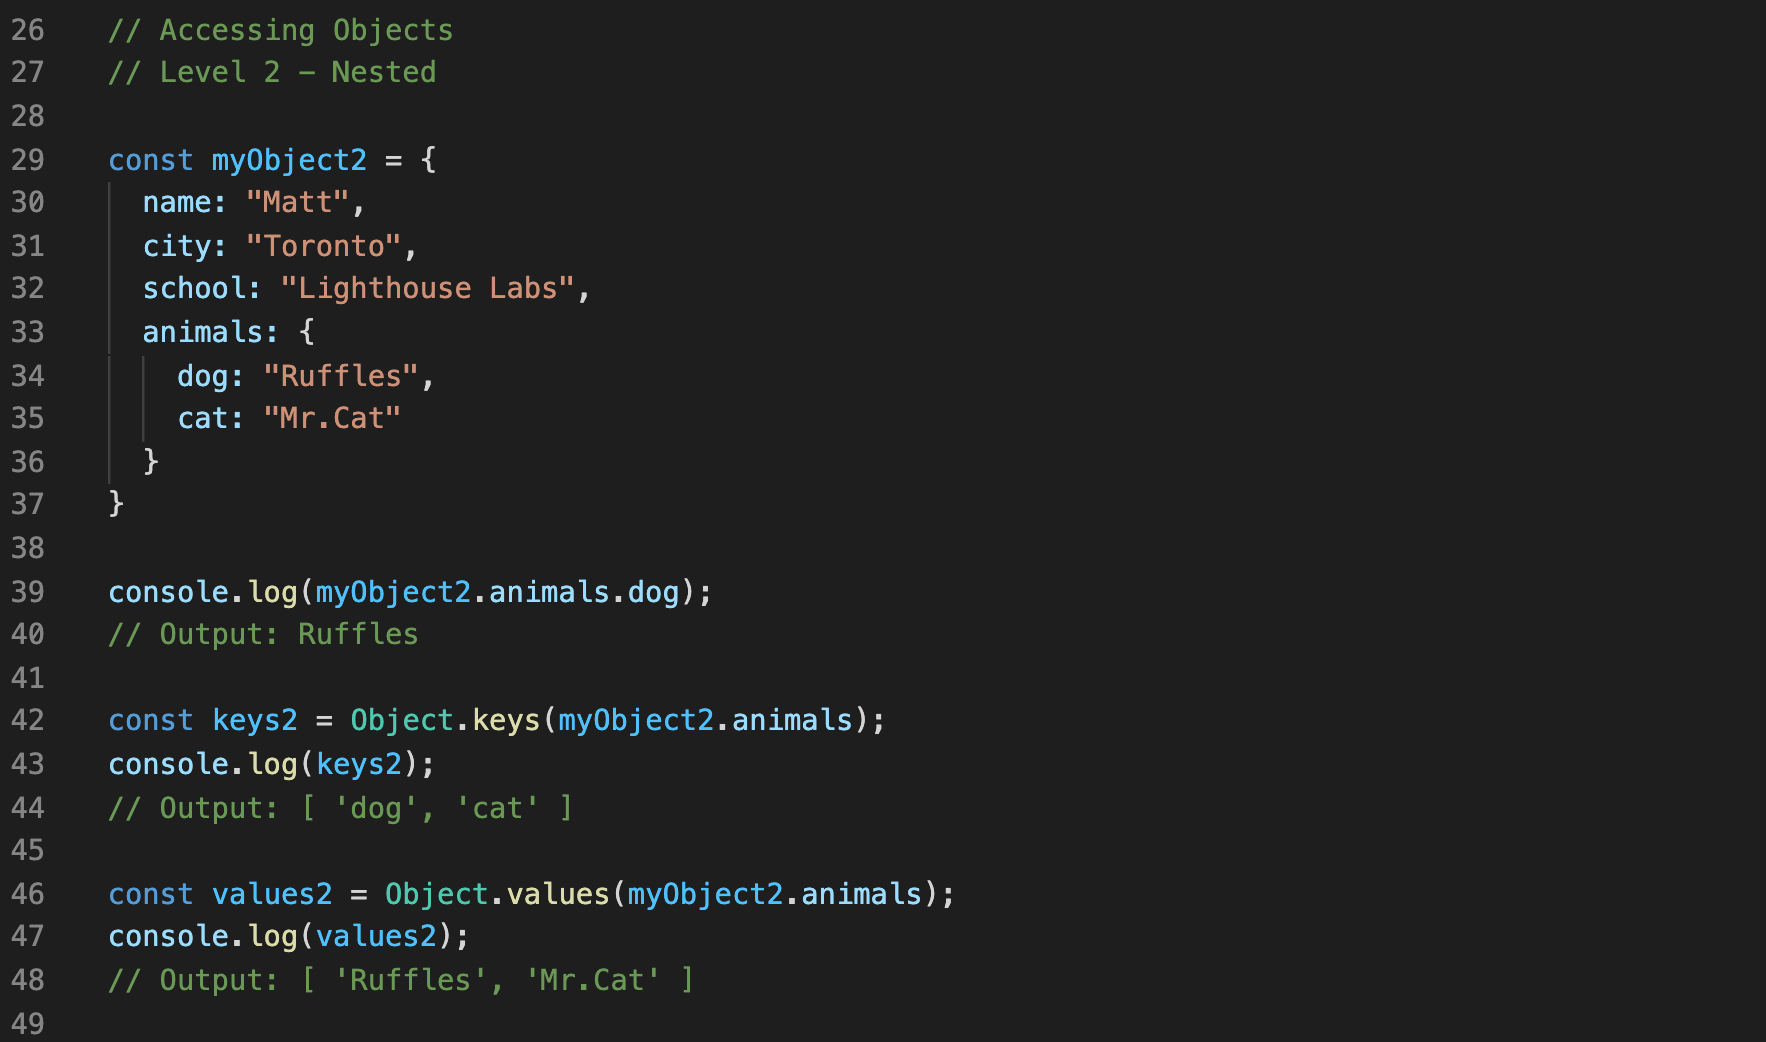 26 // Accessing Objects
27 // Level 2 - Nested
28
29 const myObject2 = {
30   name: "Matt",
31   city: "Toronto",
32   school: "Lighthouse Labs",
33   animals: {
34     dog: "Ruffles",
35     cat: "Mr.Cat"
36   }
37 }
38
39 console.log(myObject2.animals.dog);
40 // Output: Ruffles
41
42 const keys2 = Object.keys(myObject2.animals);
43 console.log(keys2);
44 // Output: [ 'dog', 'cat' ]
45
46 const values2 = Object.values(myObject2.animals);
47 console.log(values2);
48 // Output: [ 'Ruffles', 'Mr.Cat' ]
49